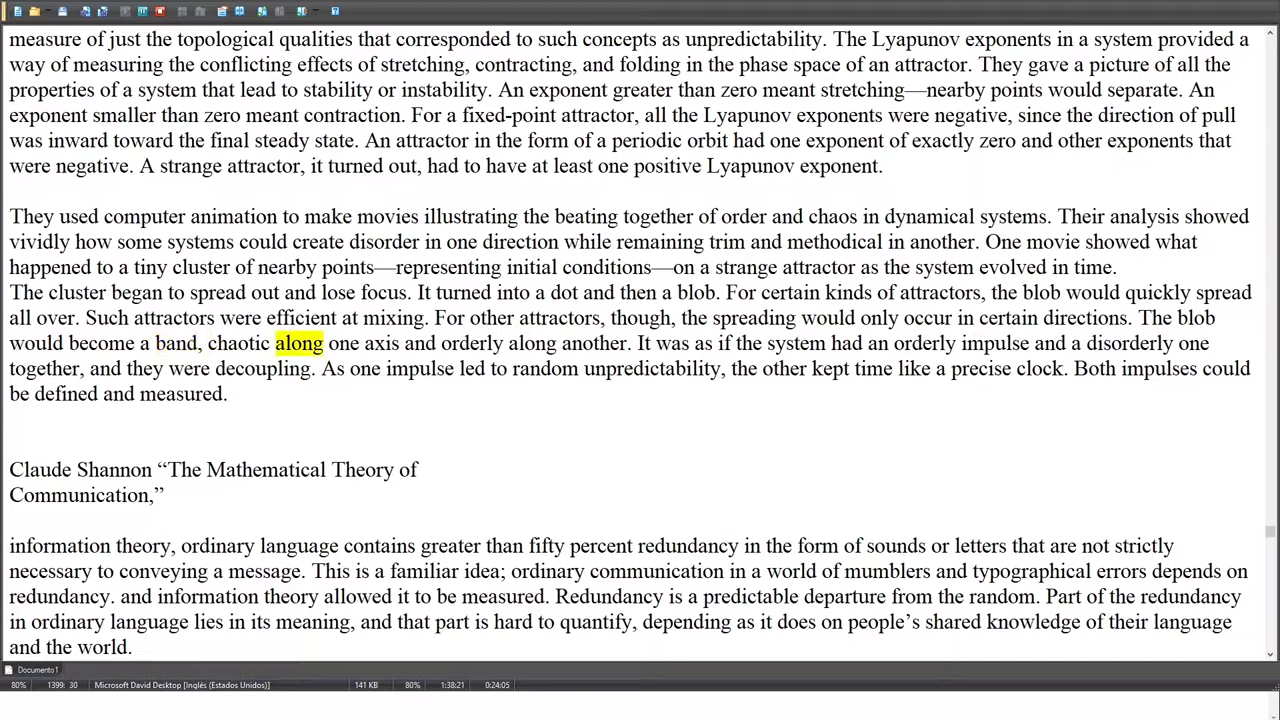 measure of just the topological qualities that corresponded to such concepts as unpredictability. The Lyapunov exponents in a system provided a
way of measuring the conflicting effects of stretching, contracting, and folding in the phase space of an attractor. They gave a picture of all the
properties of a system that lead to stability or instability. An exponent greater than zero meant stretching—nearby points would separate. An
exponent smaller than zero meant contraction. For a fixed-point attractor, all the Lyapunov exponents were negative, since the direction of pull
was inward toward the final steady state. An attractor in the form of a periodic orbit had one exponent of exactly zero and other exponents that
were negative. A strange attractor, it turned out, had to have at least one positive Lyapunov exponent.
They used computer animation to make movies illustrating the beating together of order and chaos in dynamical systems. Their analysis showed
vividly how some systems could create disorder in one direction while remaining trim and methodical in another. One movie showed what
happened to a tiny cluster of nearby points—representing initial conditions—on a strange attractor as the system evolved in time.
The cluster began to spread out and lose focus. It turned into a dot and then a blob. For certain kinds of attractors, the blob would quickly spread
all over. Such attractors were efficient at mixing. For other attractors, though, the spreading would only occur in certain directions. The blob
would become a band, chaotic along one axis and orderly along another. It was as if the system had an orderly impulse and a disorderly one
together, and they were decoupling. As one impulse led to random unpredictability, the other kept time like a precise clock. Both impulses could
be defined and measured.
Claude Shannon “The Mathematical Theory of
Communication,”
information theory, ordinary language contains greater than fifty percent redundancy in the form of sounds or letters that are not strictly
necessary to conveying a message. This is a familiar idea; ordinary communication in a world of mumblers and typographical errors depends on
redundancy. and information theory allowed it to be measured. Redundancy is a predictable departure from the random. Part of the redundancy
in ordinary language lies in its meaning, and that part is hard to quantify, depending as it does on people’s shared knowledge of their language
and the world.
Documento1
80% 1399: 30 Microsoft David Desktop [Inglés (Estados Unidos)] 141 KB 80% 1:38:21 0:24:05